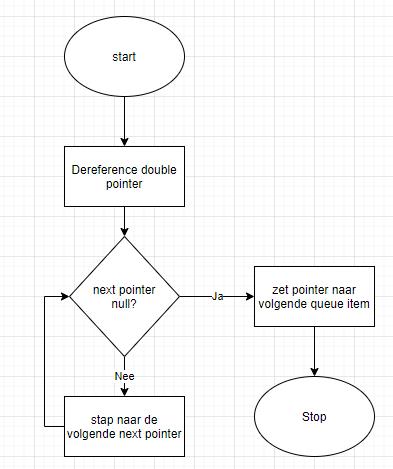 start
Dereference double
pointer
next pointer
null?
Ja
zet pointer naar
volgende queue item
Nee
stap naar de
volgende next pointer
Stop